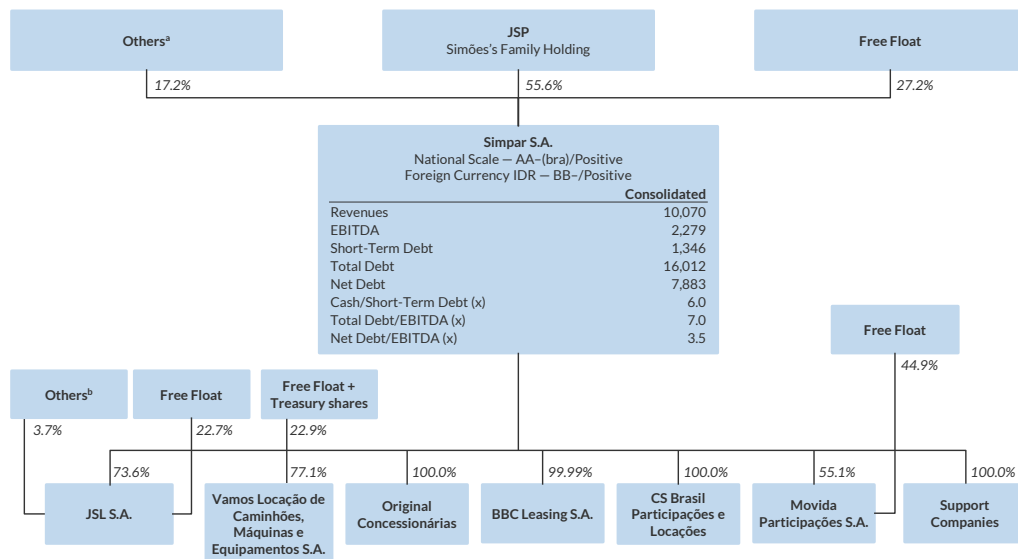 Othersᵃ
JSP
Simões's Family Holding
Free Float
17.2%
55.6%
27.2%
Simpar S.A.
National Scale — AA–(bra)/Positive
Foreign Currency IDR — BB–/Positive
Consolidated
Revenues 10,070
EBITDA 2,279
Short-Term Debt 1,346
Total Debt 16,012
Net Debt 7,883
Cash/Short-Term Debt (x) 6.0
Total Debt/EBITDA (x) 7.0
Net Debt/EBITDA (x) 3.5
Free Float
44.9%
Othersᵇ
Free Float
Free Float +
Treasury shares
3.7%
22.7%
22.9%
73.6%
77.1%
100.0%
99.99%
100.0%
55.1%
100.0%
JSL S.A.
Vamos Locação de
Caminhões,
Máquinas e
Equipamentos S.A.
Original
Concessionárias
BBC Leasing S.A.
CS Brasil
Participações e
Locações
Movida
Participações S.A.
Support
Companies